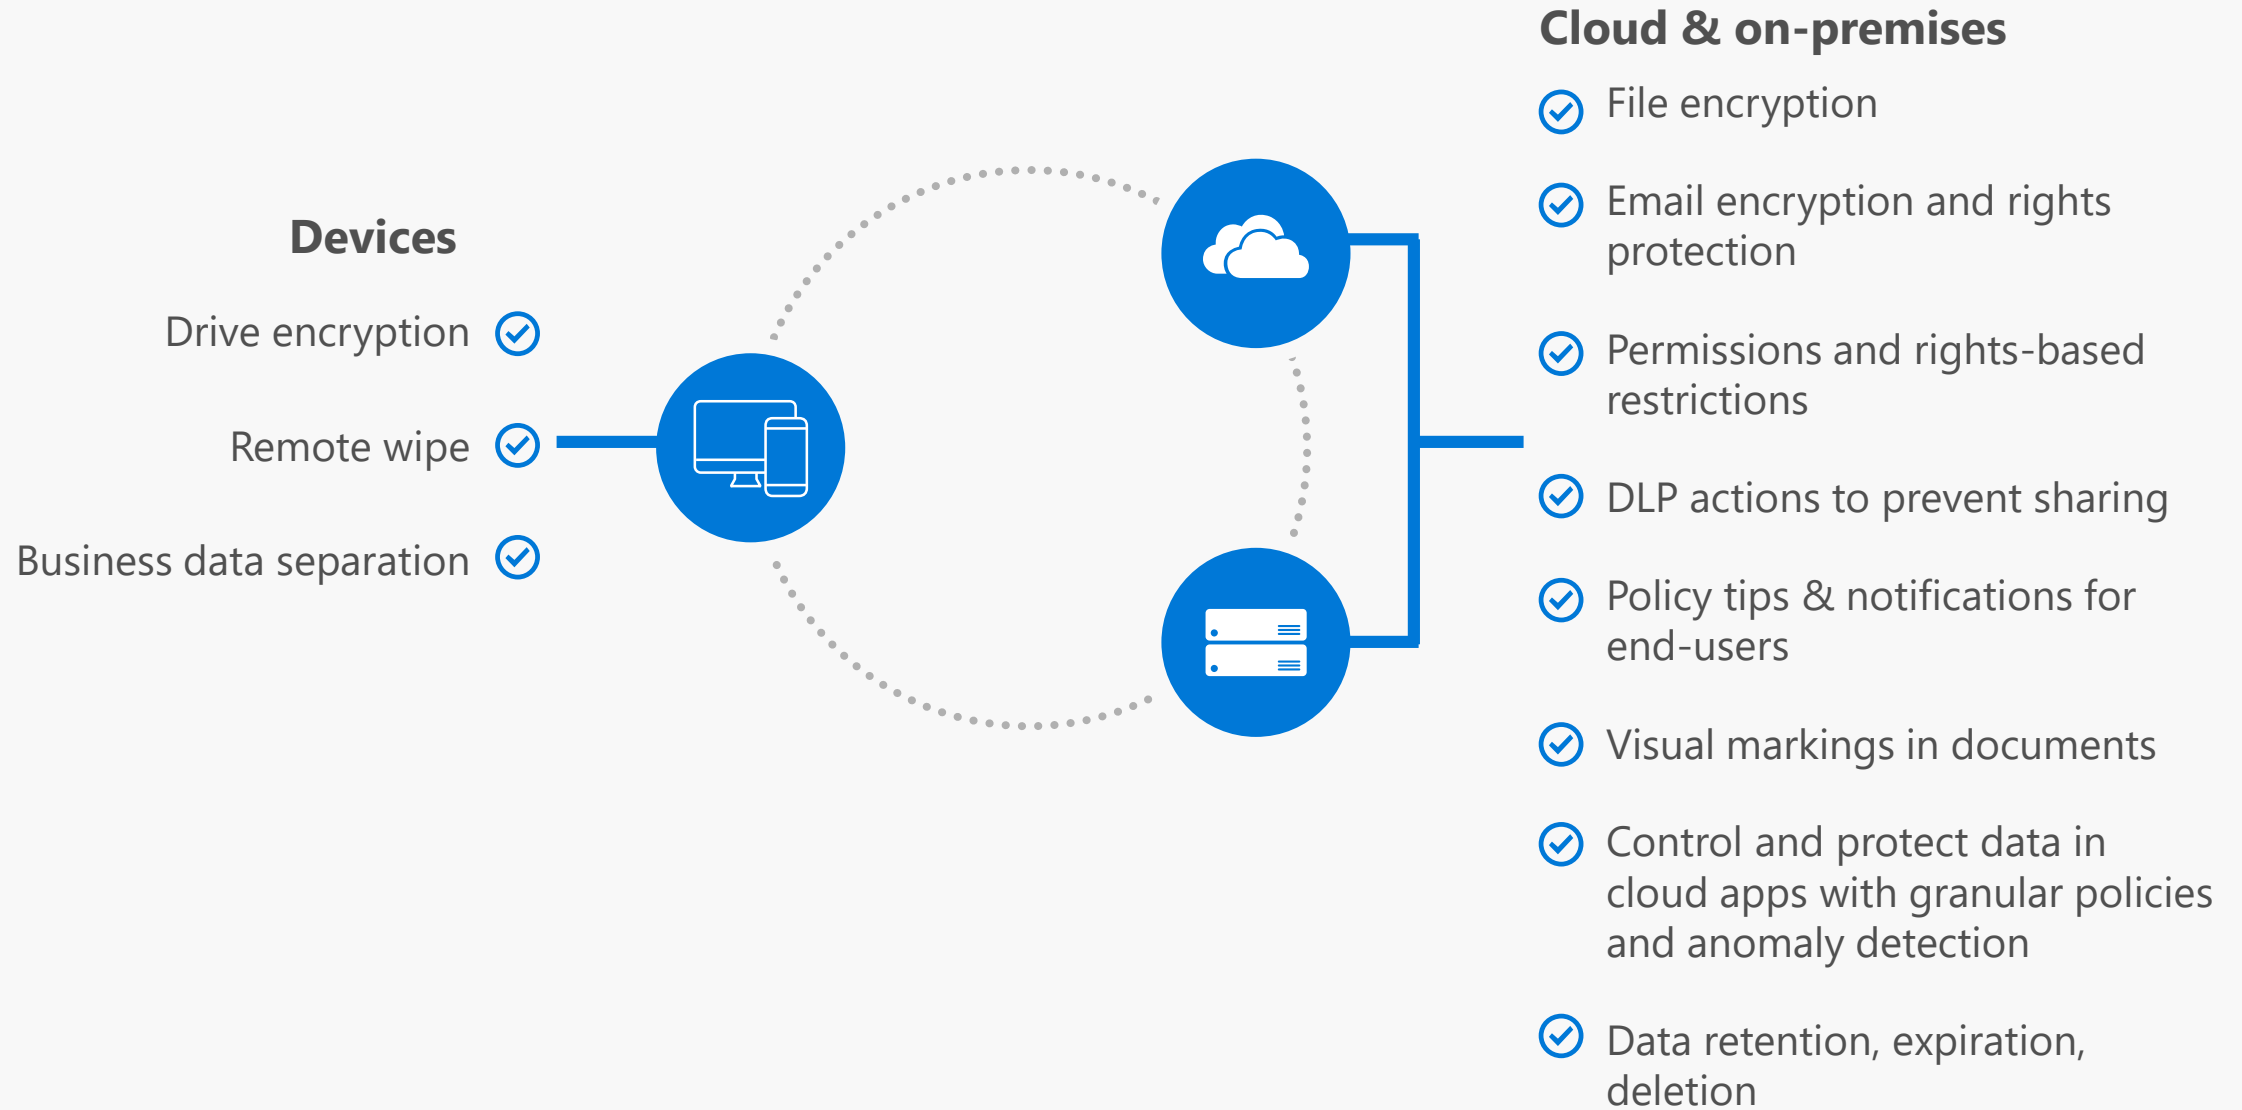 Devices
Drive encryption
Remote wipe
Business data separation
Cloud & on-premises
File encryption
Email encryption and rights
protection
Permissions and rights-based
restrictions
DLP actions to prevent sharing
Policy tips & notifications for
end-users
Visual markings in documents
Control and protect data in
cloud apps with granular policies
and anomaly detection
Data retention, expiration,
deletion